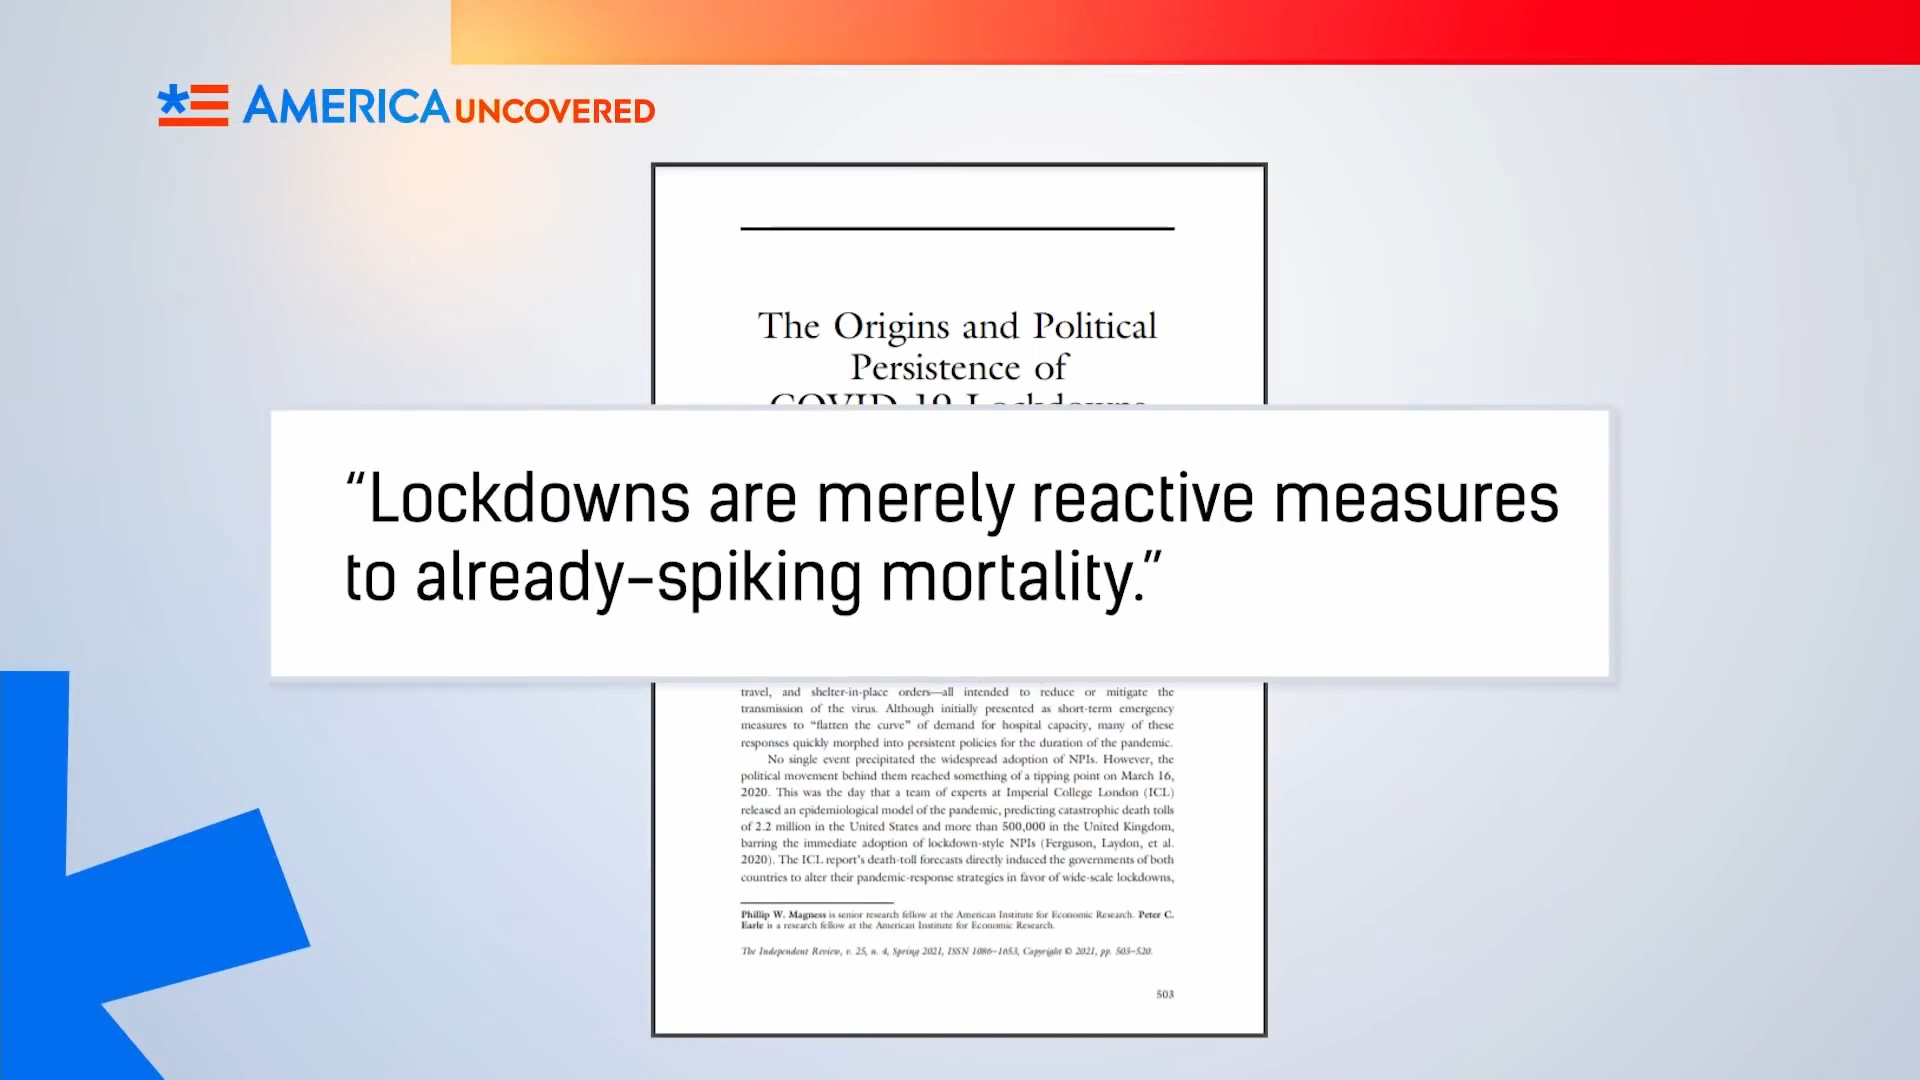 AMERICA UNCOVERED
The Origins and Political
Persistence of
COVID-19 Lockdowns
“Lockdowns are merely reactive measures
to already-spiking mortality.”
travel, and shelter-in-place orders—all intended to reduce or mitigate the
transmission of the virus. Although initially presented as short-term emergency
measures to “flatten the curve” of demand for hospital capacity, many of these
responses quickly morphed into persistent policies for the duration of the pandemic.
No single event precipitated the widespread adoption of NPIs. However, the
political movement behind them reached something of a tipping point on March 16,
2020. This was the day that a team of experts at Imperial College London (ICL)
released an epidemiological model of the pandemic, predicting catastrophic death tolls
of 2.2 million in the United States and more than 500,000 in the United Kingdom,
barring the immediate adoption of lockdown-style NPIs (Ferguson, Laydon, et al.
2020). The ICL report’s death-toll forecasts directly induced the governments of both
countries to alter their pandemic-response strategies in favor of wide-scale lockdowns,
Phillip W. Magness is senior research fellow at the American Institute for Economic Research. Peter C.
Earle is a research fellow at the American Institute for Economic Research.
The Independent Review, v. 25, n. 4, Spring 2021, ISSN 1086–1653, Copyright © 2021, pp. 503–520.
503